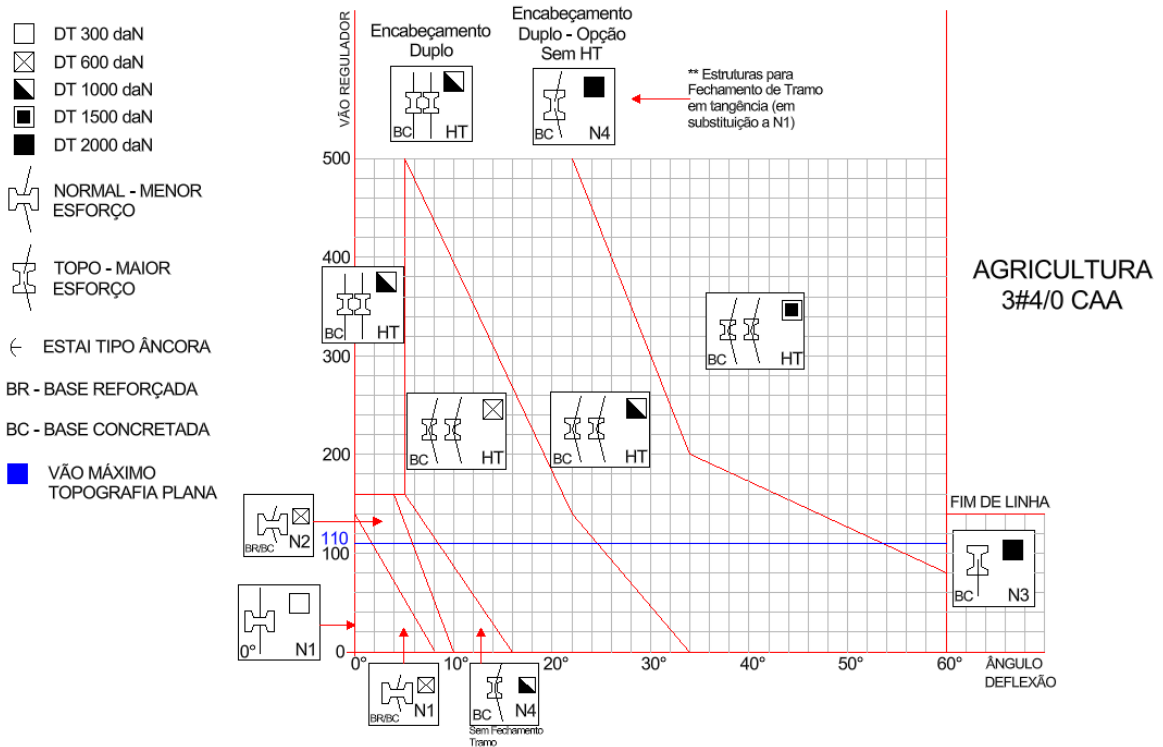 DT 300 daN
DT 600 daN
DT 1000 daN
DT 1500 daN
DT 2000 daN
NORMAL - MENOR
ESFORÇO
TOPO - MAIOR
ESFORÇO
ESTAI TIPO ÂNCORA
BR - BASE REFORÇADA
BC - BASE CONCRETADA
VÃO MÁXIMO
TOPOGRAFIA PLANA
VÃO REGULADOR
Encabeçamento
Duplo
BC HT
Encabeçamento
Duplo - Opção
Sem HT
BC N4
** Estruturas para
Fechamento de Tramo
em tangência (em
substituição a N1)
500
400
300
200
110
100
0
BC HT
BC HT
BC HT
BC HT
BR/BC N2
0° N1
BR/BC N1
BC N4
Sem Fechamento
Tramo
0° 10° 20° 30° 40° 50° 60°
ÂNGULO
DEFLEXÃO
FIM DE LINHA
BC N3
AGRICULTURA
3#4/0 CAA